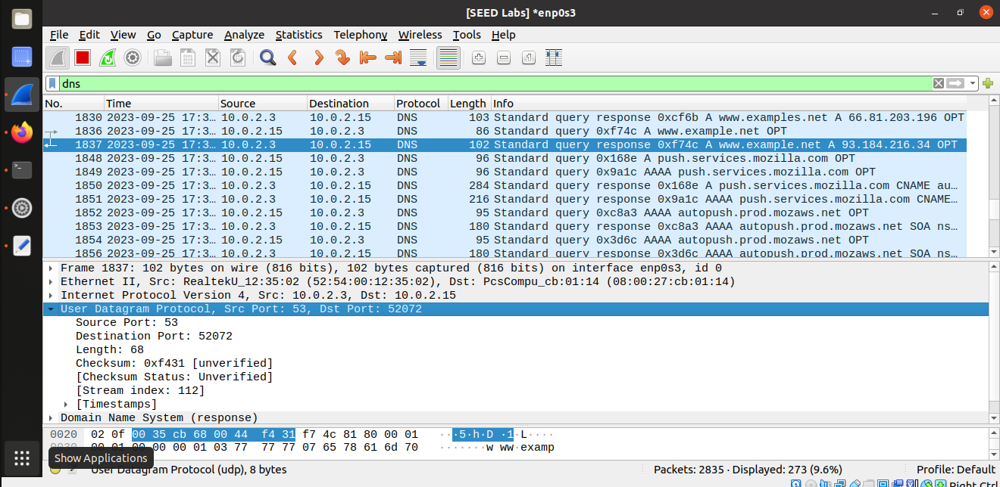 [SEED Labs] *enp0s3
File Edit View Go Capture Analyze Statistics Telephony Wireless Tools Help
dns
No. Time Source Destination Protocol Length Info
1830 2023-09-25 17:3… 10.0.2.3 10.0.2.15 DNS 103 Standard query response 0xcf6b A www.examples.net A 66.81.203.196 OPT
1836 2023-09-25 17:3… 10.0.2.15 10.0.2.3 DNS 86 Standard query 0xf74c A www.example.net OPT
1837 2023-09-25 17:3… 10.0.2.3 10.0.2.15 DNS 102 Standard query response 0xf74c A www.example.net A 93.184.216.34 OPT
1848 2023-09-25 17:3… 10.0.2.15 10.0.2.3 DNS 96 Standard query 0x168e A push.services.mozilla.com OPT
1849 2023-09-25 17:3… 10.0.2.15 10.0.2.3 DNS 96 Standard query 0x9a1c AAAA push.services.mozilla.com OPT
1850 2023-09-25 17:3… 10.0.2.3 10.0.2.15 DNS 284 Standard query response 0x168e A push.services.mozilla.com CNAME au…
1851 2023-09-25 17:3… 10.0.2.3 10.0.2.15 DNS 216 Standard query response 0x9a1c AAAA push.services.mozilla.com CNAME…
1852 2023-09-25 17:3… 10.0.2.15 10.0.2.3 DNS 95 Standard query 0xc8a3 AAAA autopush.prod.mozaws.net OPT
1853 2023-09-25 17:3… 10.0.2.3 10.0.2.15 DNS 180 Standard query response 0xc8a3 AAAA autopush.prod.mozaws.net SOA ns…
1854 2023-09-25 17:3… 10.0.2.15 10.0.2.3 DNS 95 Standard query 0x3d6c AAAA autopush.prod.mozaws.net OPT
1856 2023-09-25 17:3… 10.0.2.3 10.0.2.15 DNS 180 Standard query response 0x3d6c AAAA autopush.prod.mozaws.net SOA ns…
Frame 1837: 102 bytes on wire (816 bits), 102 bytes captured (816 bits) on interface enp0s3, id 0
Ethernet II, Src: RealtekU_12:35:02 (52:54:00:12:35:02), Dst: PcsCompu_cb:01:14 (08:00:27:cb:01:14)
Internet Protocol Version 4, Src: 10.0.2.3, Dst: 10.0.2.15
User Datagram Protocol, Src Port: 53, Dst Port: 52072
Source Port: 53
Destination Port: 52072
Length: 68
Checksum: 0xf431 [unverified]
[Checksum Status: Unverified]
[Stream index: 112]
[Timestamps]
Domain Name System (response)
0020 02 0f 00 35 cb 68 00 44 f4 31 f7 4c 81 80 00 01 ···5·h·D ·1·L····
0030 00 01 00 00 00 01 03 77 77 77 07 65 78 61 6d 70 ·······w ww·examp
Show Applications
User Datagram Protocol (udp), 8 bytes
Packets: 2835 · Displayed: 273 (9.6%)
Profile: Default
Right Ctrl